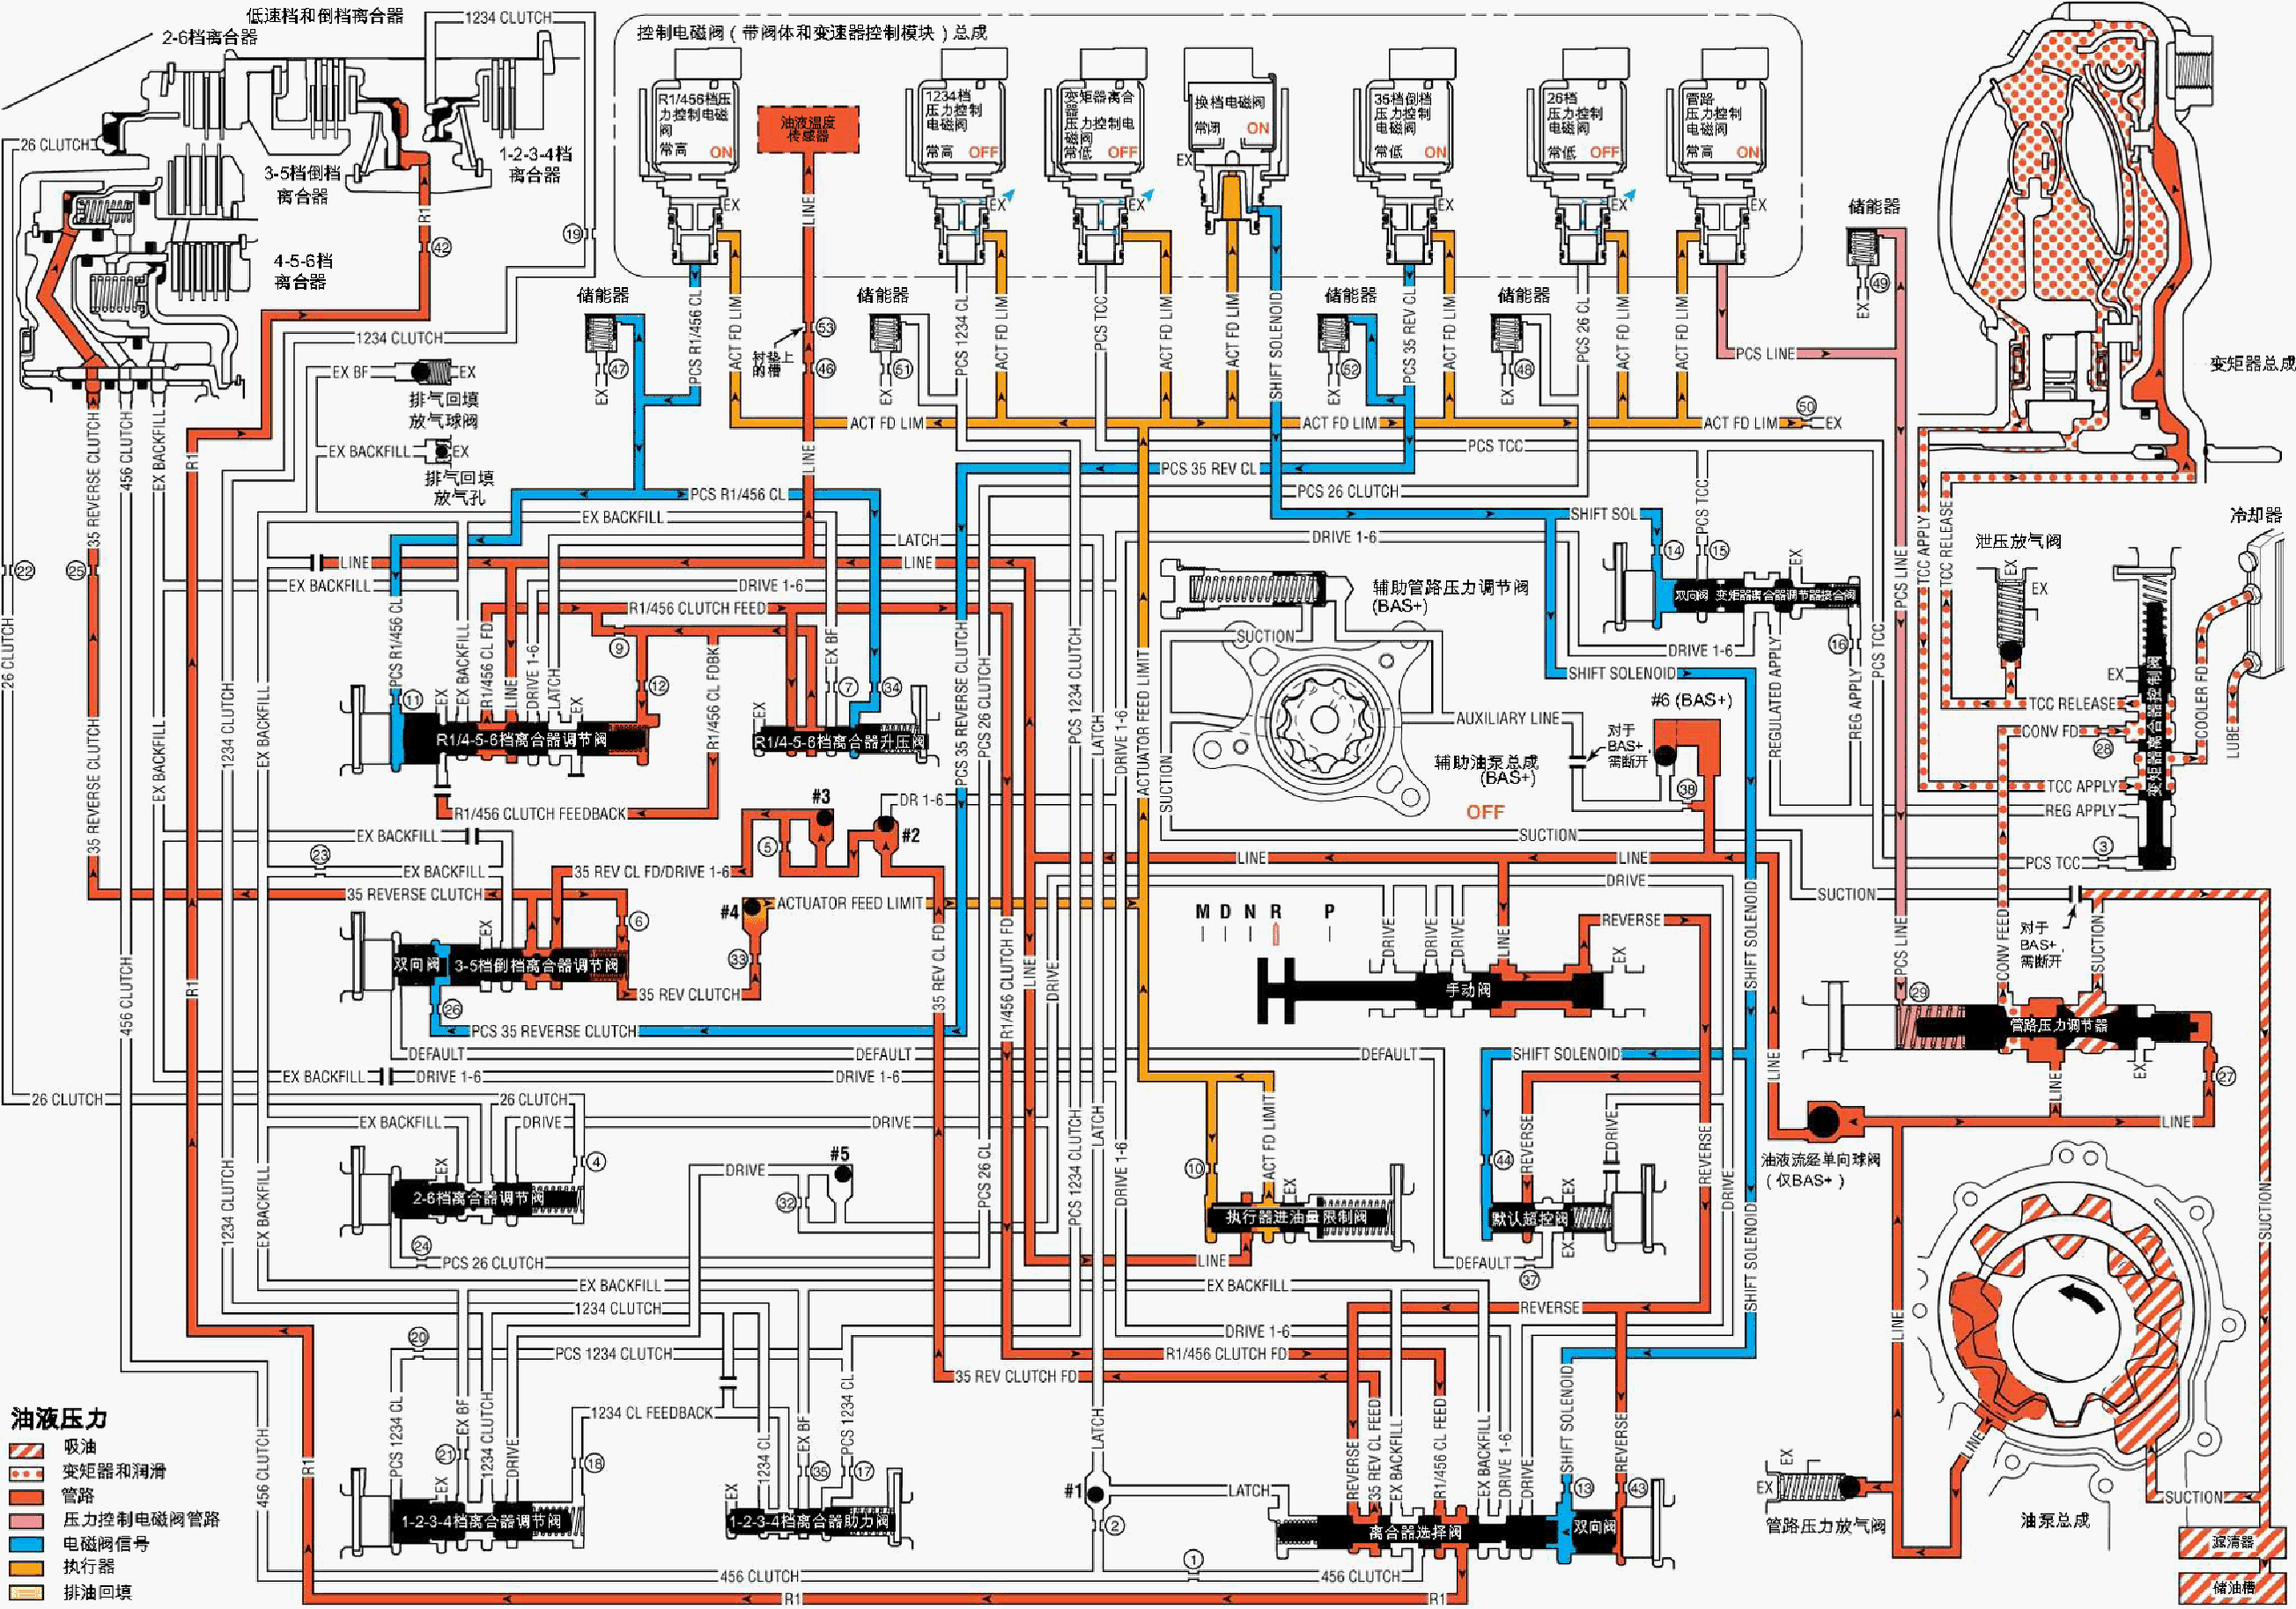 低速档和倒档离合器
1234 CLUTCH
2-6档离合器
26 CLUTCH
3-5档倒档
离合器
1-2-3-4档
离合器
4-5-6档
离合器
R1
42
19
1234 CLUTCH
控制电磁阀（带阀体和变速器控制模块）总成
R1/456档压
力控制电磁
阀
常高 ON
EX
油液温度
传感器
LINE
1234档
压力控制
电磁阀
常高 OFF
EX
变矩器离合
器
压力控制电
磁阀
常低 OFF
EX
换档电磁阀
常闭 ON
EX
35档倒档
压力控制
电磁阀
常低 ON
EX
26档
压力控制
电磁阀
常低 OFF
EX
管路
压力控制
电磁阀
常高 ON
EX
储能器
49
EX
变矩器总成
储能器
47
EX
PCS R1/456 CL
ACT FD LIM
53
衬垫上
的槽
46
储能器
51
EX
PCS 1234 CL
ACT FD LIM
PCS TCC
ACT FD LIM
ACT FD LIM
SHIFT SOLENOID
储能器
52
EX
PCS 35 REV CL
ACT FD LIM
储能器
48
EX
PCS 26 CL
ACT FD LIM
ACT FD LIM
PCS LINE
EX BF
EX
排气回填
放气球阀
EX BACKFILL
EX
排气回填
放气孔
ACT FD LIM
ACT FD LIM
ACT FD LIM
50
EX
PCS TCC
PCS 35 REV CL
PCS 26 CLUTCH
PCS R1/456 CL
EX BACKFILL
LATCH
DRIVE 1-6
SHIFT SOL
PCS TCC
LINE
LINE
LINE
EX BACKFILL
DRIVE 1-6
R1/456 CLUTCH FEED
35 REVERSE CLUTCH
456 CLUTCH
EX BACKFILL
R1
22
25
26 CLUTCH
PCS R1/456 CL
EX BACKFILL
R1/456 CL FD
LINE
DRIVE 1-6
LATCH
EX
EX
9
12
11
R1/4-5-6档离合器调节阀
R1/456 CL FDBK
R1/456 CLUTCH FEEDBACK
EX BF
7
34
EX
R1/4-5-6档离合器升压阀
PCS 35 REVERSE CLUTCH
PCS 26 CLUTCH
PCS 1234 CLUTCH
LATCH
DRIVE 1-6
ACTUATOR FEED LIMIT
SUCTION
辅助管路压力调节阀
(BAS+)
SUCTION
AUXILIARY LINE
辅助油泵总成
(BAS+)
OFF
对于
BAS+，
需断开
#6 (BAS+)
38
14
15
EX
双向阀 变矩器离合器调节器接合阀
16
DRIVE 1-6
SHIFT SOLENOID
REGULATED APPLY
REG APPLY
PCS TCC
PCS LINE
TCC APPLY
TCC RELEASE
泄压放气阀
EX
EX
冷却器
COOLER FD
LUBE
EX
TCC RELEASE
CONV FD
28
变矩器离合器控制阀
TCC APPLY
REG APPLY
PCS TCC
3
35 REVERSE CLUTCH
EX BACKFILL
1234 CLUTCH
EX BACKFILL
EX BACKFILL
23
EX BACKFILL
35 REVERSE CLUTCH
#3
5
DR 1-6
#2
35 REV CL FD/DRIVE 1-6
#4
ACTUATOR FEED LIMIT
33
35 REV CLUTCH
6
EX
双向阀 3-5档倒档离合器调节阀
26
PCS 35 REVERSE CLUTCH
35 REV CL FD
R1/456 CLUTCH FD
LINE
DRIVE
SUCTION
LINE
LINE
DRIVE
M D N R P
DRIVE
DRIVE
DRIVE
LINE
REVERSE
EX
手动阀
SUCTION
对于
BAS+，
需断开
SUCTION
SHIFT SOLENOID
PCS LINE
CONV FEED
29
管路压力调节器
EX
LINE
LINE
27
LINE
油液流经单向球阀
（仅BAS+）
DEFAULT
DEFAULT
DEFAULT
SHIFT SOLENOID
EX BACKFILL
DRIVE 1-6
DRIVE 1-6
26 CLUTCH
26 CLUTCH
456 CLUTCH
R1
EX BACKFILL
DRIVE
DRIVE
EX
4
2-6档离合器调节阀
24
PCS 26 CLUTCH
DRIVE
#5
32
PCS 26 CL
PCS 1234 CLUTCH
LATCH
DRIVE 1-6
10
ACT FD LIMIT
EX
执行器进油量限制阀
LINE
44
REVERSE
DRIVE
EX
默认超控阀
EX
DEFAULT
37
REVERSE
DRIVE
SHIFT SOLENOID
1234 CLUTCH
EX BACKFILL
EX BACKFILL
EX BACKFILL
1234 CLUTCH
REVERSE
DRIVE 1-6
20
PCS 1234 CLUTCH
R1/456 CLUTCH FD
35 REV CLUTCH FD
LINE
LINE
SUCTION
油液压力
吸油
变矩器和润滑
管路
压力控制电磁阀管路
电磁阀信号
执行器
排油回填
456 CLUTCH
R1
PCS 1234 CL
EX
21
EX BF
1234 CLUTCH
DRIVE
1234 CL FEEDBACK
18
1-2-3-4档离合器调节阀
EX
1234 CL
EX BF
35
PCS 1234 CL
17
1-2-3-4档离合器助力阀
LATCH
#1
2
LATCH
REVERSE
35 REV CL FEED
EX BACKFILL
R1/456 CL FEED
EX BACKFILL
DRIVE 1-6
DRIVE
SHIFT SOLENOID
13
REVERSE
43
离合器选择阀
双向阀
1
456 CLUTCH
456 CLUTCH
R1
R1
EX
EX
管路压力放气阀
油泵总成
SUCTION
滤清器
储油槽